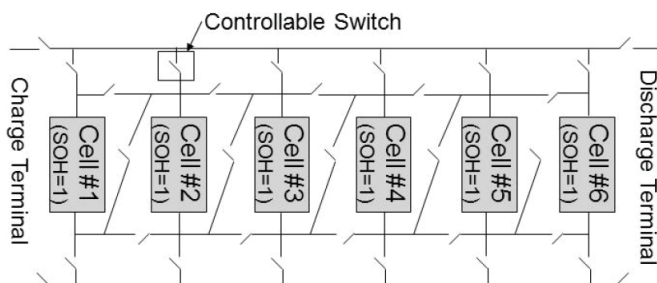 Controllable Switch
Charge Terminal
Cell #1
(SOH=1)
Cell #2
(SOH=1)
Cell #3
(SOH=1)
Cell #4
(SOH=1)
Cell #5
(SOH=1)
Cell #6
(SOH=1)
Discharge Terminal